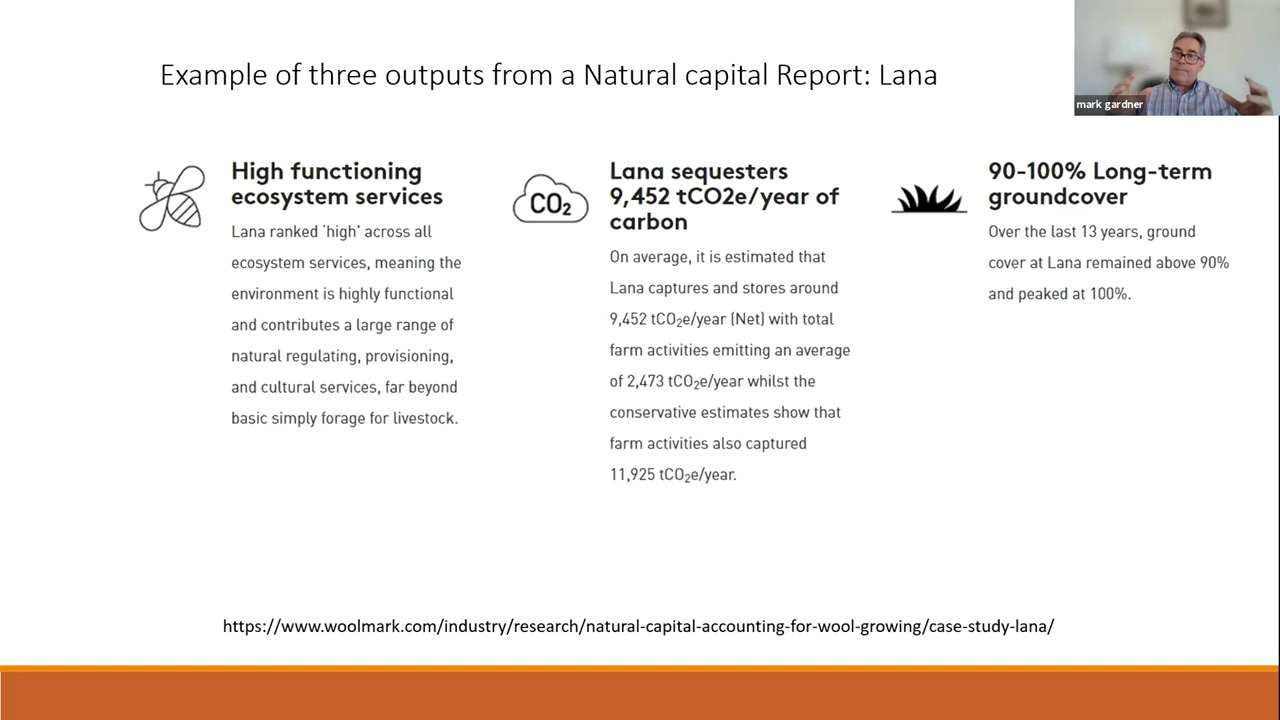 Example of three outputs from a Natural capital Report: Lana
mark gardner
High functioning
ecosystem services
Lana ranked 'high' across all
ecosystem services, meaning the
environment is highly functional
and contributes a large range of
natural regulating, provisioning,
and cultural services, far beyond
basic simply forage for livestock.
CO₂
Lana sequesters
9,452 tCO2e/year of
carbon
On average, it is estimated that
Lana captures and stores around
9,452 tCO₂e/year (Net) with total
farm activities emitting an average
of 2,473 tCO₂e/year whilst the
conservative estimates show that
farm activities also captured
11,925 tCO₂e/year.
90-100% Long-term
groundcover
Over the last 13 years, ground
cover at Lana remained above 90%
and peaked at 100%.
https://www.woolmark.com/industry/research/natural-capital-accounting-for-wool-growing/case-study-lana/